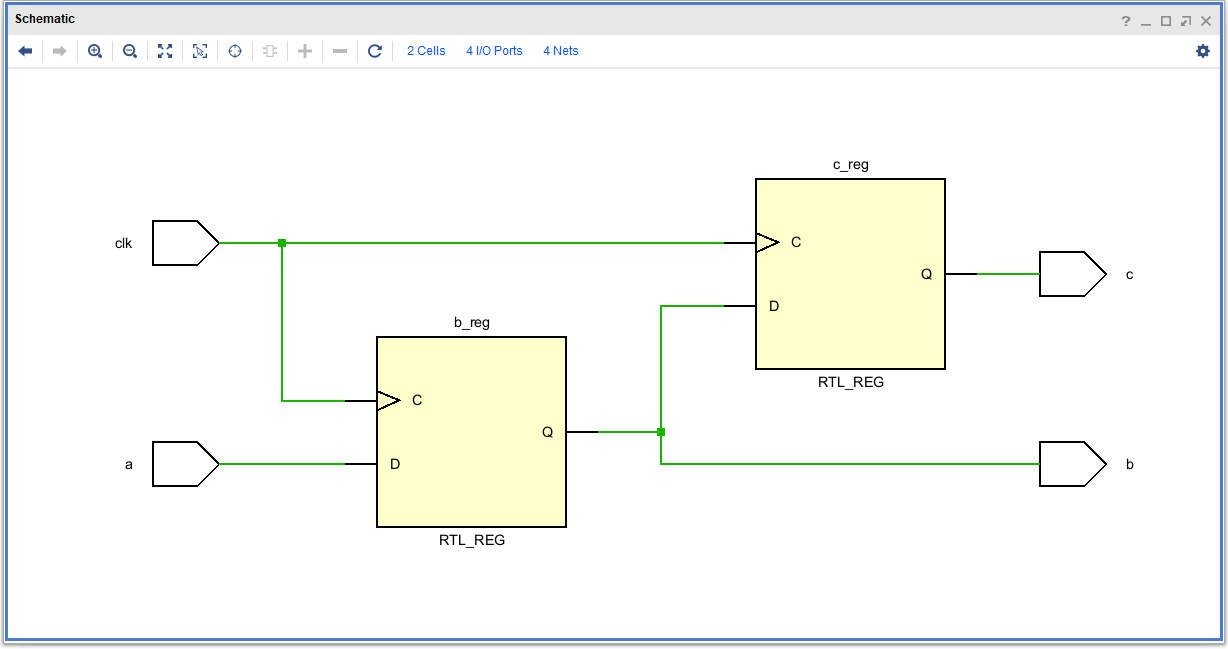 Schematic
2 Cells 4 I/O Ports 4 Nets
c_reg
clk
C
Q
c
D
RTL_REG
b_reg
C
Q
a
D
b
RTL_REG